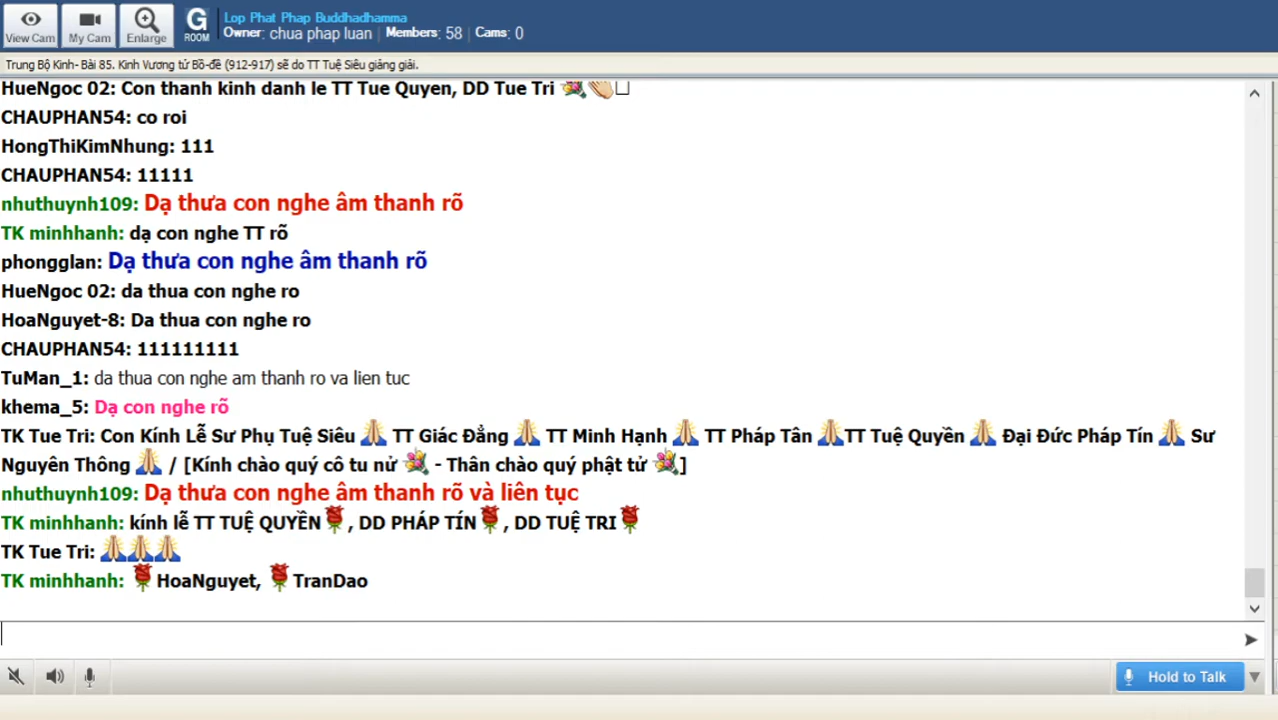 View Cam
My Cam
Enlarge
G
ROOM
Lop Phat Phap Buddhadhamma
Owner: chua phap luan | Members: 58 | Cams: 0
Trung Bộ Kinh- Bài 85. Kinh Vương tử Bồ-đề (912-917) sẽ do TT Tuệ Siêu giảng giải.
HueNgoc 02: Con thanh kinh danh le TT Tue Quyen, DD Tue Tri
CHAUPHAN54: co roi
HongThiKimNhung: 111
CHAUPHAN54: 11111
nhuthuynh109: Dạ thưa con nghe âm thanh rõ
TK minhhanh: dạ con nghe TT rõ
phongglan: Dạ thưa con nghe âm thanh rõ
HueNgoc 02: da thua con nghe ro
HoaNguyet-8: Da thua con nghe ro
CHAUPHAN54: 111111111
TuMan_1: da thua con nghe am thanh ro va lien tuc
khema_5: Dạ con nghe rõ
TK Tue Tri: Con Kính Lễ Sư Phụ Tuệ Siêu 🙏 TT Giác Đẳng 🙏 TT Minh Hạnh 🙏 TT Pháp Tân 🙏TT Tuệ Quyền 🙏 Đại Đức Pháp Tín 🙏 Sư
Nguyên Thông 🙏 / [Kính chào quý cô tu nử 💐 - Thân chào quý phật tử 💐]
nhuthuynh109: Dạ thưa con nghe âm thanh rõ và liên tục
TK minhhanh: kính lễ TT TUỆ QUYỀN🌹, DD PHÁP TÍN🌹, DD TUỆ TRI🌹
TK Tue Tri: 🙏🙏🙏
TK minhhanh: 🌹HoaNguyet, 🌹TranDao
Hold to Talk